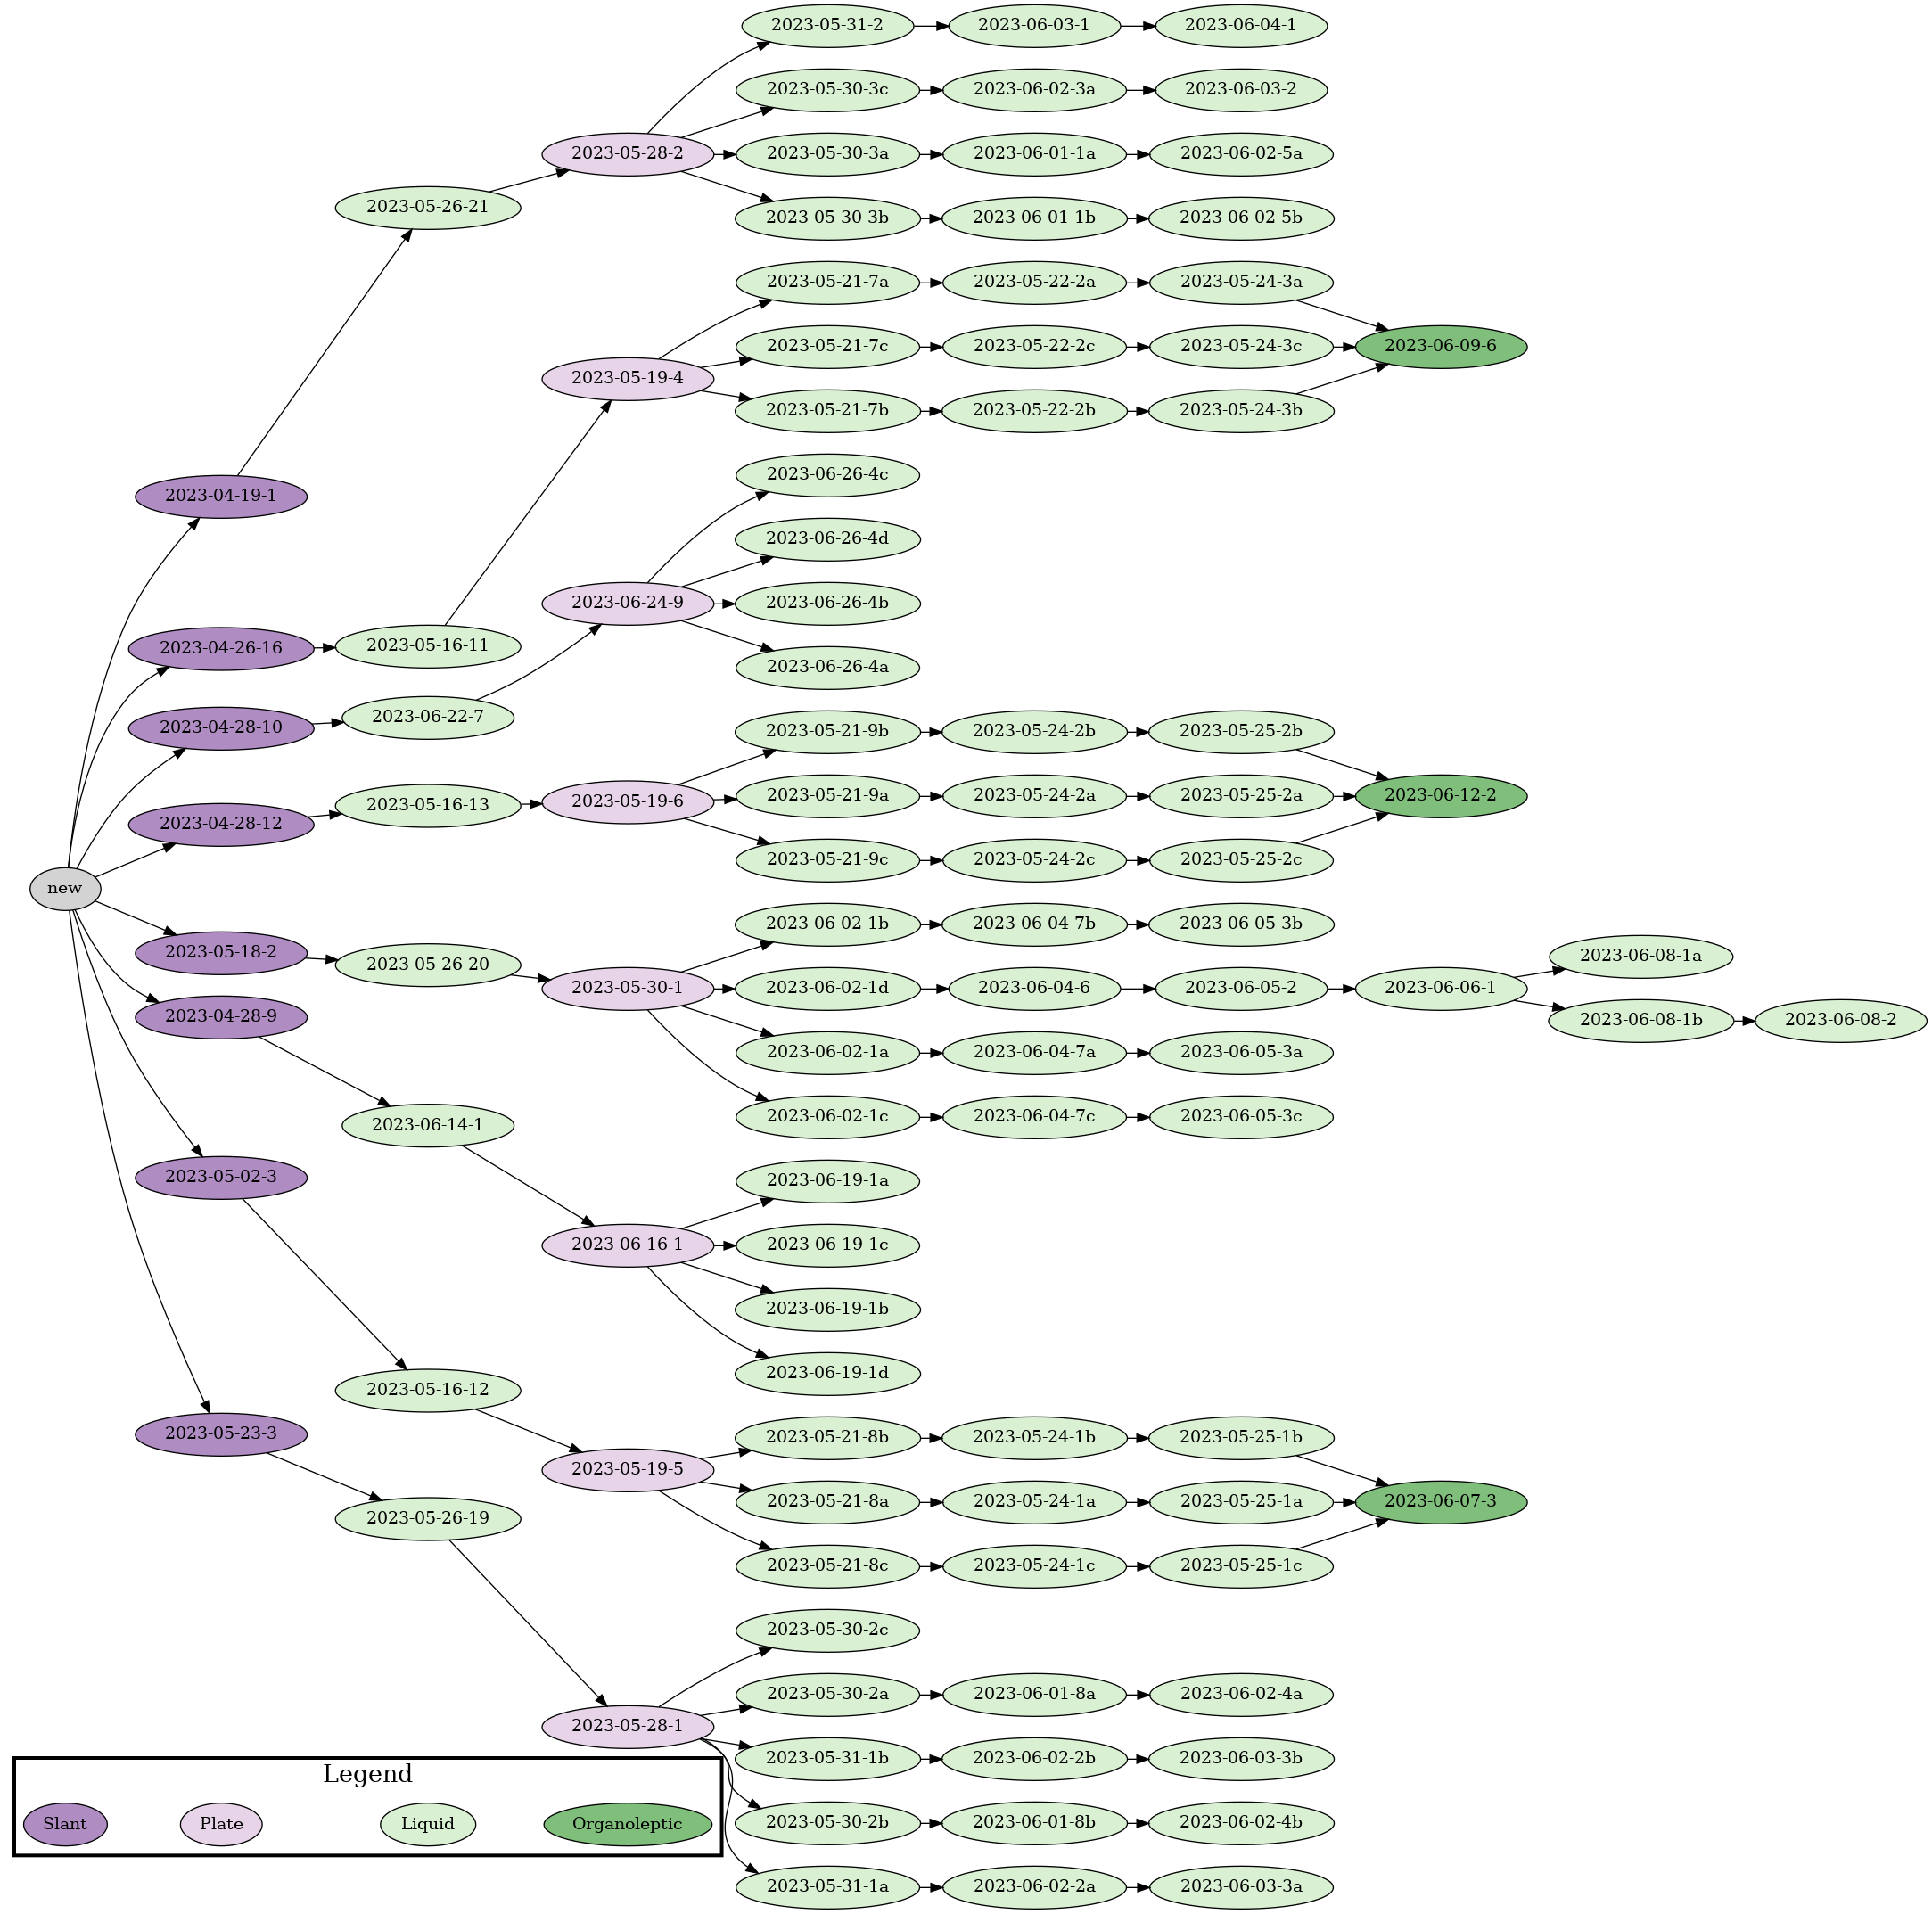 2023-05-31-2 2023-06-03-1 2023-06-04-1
2023-05-30-3c 2023-06-02-3a 2023-06-03-2
2023-05-28-2 2023-05-30-3a 2023-06-01-1a 2023-06-02-5a
2023-05-26-21
2023-05-30-3b 2023-06-01-1b 2023-06-02-5b
2023-05-21-7a 2023-05-22-2a 2023-05-24-3a
2023-05-21-7c 2023-05-22-2c 2023-05-24-3c 2023-06-09-6
2023-05-19-4
2023-05-21-7b 2023-05-22-2b 2023-05-24-3b
2023-06-26-4c
2023-04-19-1
2023-06-26-4d
2023-06-24-9 2023-06-26-4b
2023-04-26-16 2023-05-16-11
2023-06-26-4a
2023-04-28-10 2023-06-22-7
2023-05-21-9b 2023-05-24-2b 2023-05-25-2b
2023-05-21-9a 2023-05-24-2a 2023-05-25-2a 2023-06-12-2
2023-04-28-12 2023-05-16-13 2023-05-19-6
2023-05-21-9c 2023-05-24-2c 2023-05-25-2c
new
2023-06-02-1b 2023-06-04-7b 2023-06-05-3b
2023-05-18-2 2023-05-26-20
2023-06-08-1a
2023-05-30-1 2023-06-02-1d 2023-06-04-6 2023-06-05-2 2023-06-06-1
2023-04-28-9
2023-06-08-1b 2023-06-08-2
2023-06-02-1a 2023-06-04-7a 2023-06-05-3a
2023-06-14-1
2023-06-02-1c 2023-06-04-7c 2023-06-05-3c
2023-05-02-3
2023-06-19-1a
2023-06-16-1 2023-06-19-1c
2023-06-19-1b
2023-06-19-1d
2023-05-16-12
2023-05-23-3
2023-05-21-8b 2023-05-24-1b 2023-05-25-1b
2023-05-19-5
2023-05-21-8a 2023-05-24-1a 2023-05-25-1a 2023-06-07-3
2023-05-26-19
2023-05-21-8c 2023-05-24-1c 2023-05-25-1c
2023-05-30-2c
2023-05-30-2a 2023-06-01-8a 2023-06-02-4a
2023-05-28-1
2023-05-31-1b 2023-06-02-2b 2023-06-03-3b
Legend
Slant Plate Liquid Organoleptic
2023-05-30-2b 2023-06-01-8b 2023-06-02-4b
2023-05-31-1a 2023-06-02-2a 2023-06-03-3a